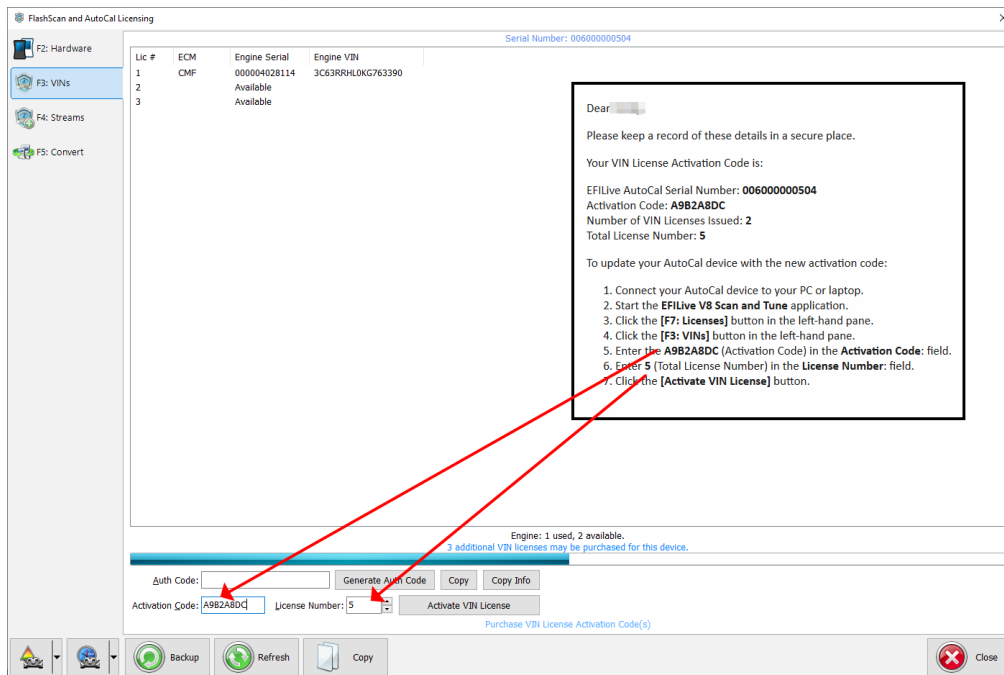 FlashScan and AutoCal Licensing
Serial Number: 006000000504
F2: Hardware
F3: VINs
F4: Streams
F5: Convert
Lic # ECM Engine Serial Engine VIN
1 CMF 000004028114 3C63RRHL0KG763390
2 Available
3 Available
Dear
Please keep a record of these details in a secure place.
Your VIN License Activation Code is:
EFILive AutoCal Serial Number: 006000000504
Activation Code: A9B2A8DC
Number of VIN Licenses Issued: 2
Total License Number: 5
To update your AutoCal device with the new activation code:
1. Connect your AutoCal device to your PC or laptop.
2. Start the EFILive V8 Scan and Tune application.
3. Click the [F7: Licenses] button in the left-hand pane.
4. Click the [F3: VINs] button in the left-hand pane.
5. Enter the A9B2A8DC (Activation Code) in the Activation Code: field.
6. Enter 5 (Total License Number) in the License Number: field.
7. Click the [Activate VIN License] button.
Engine: 1 used, 2 available.
3 additional VIN licenses may be purchased for this device.
Auth Code: Generate Auth Code Copy Copy Info
Activation Code: A9B2A8DC License Number: 5 Activate VIN License
Purchase VIN License Activation Code(s)
Backup Refresh Copy Close